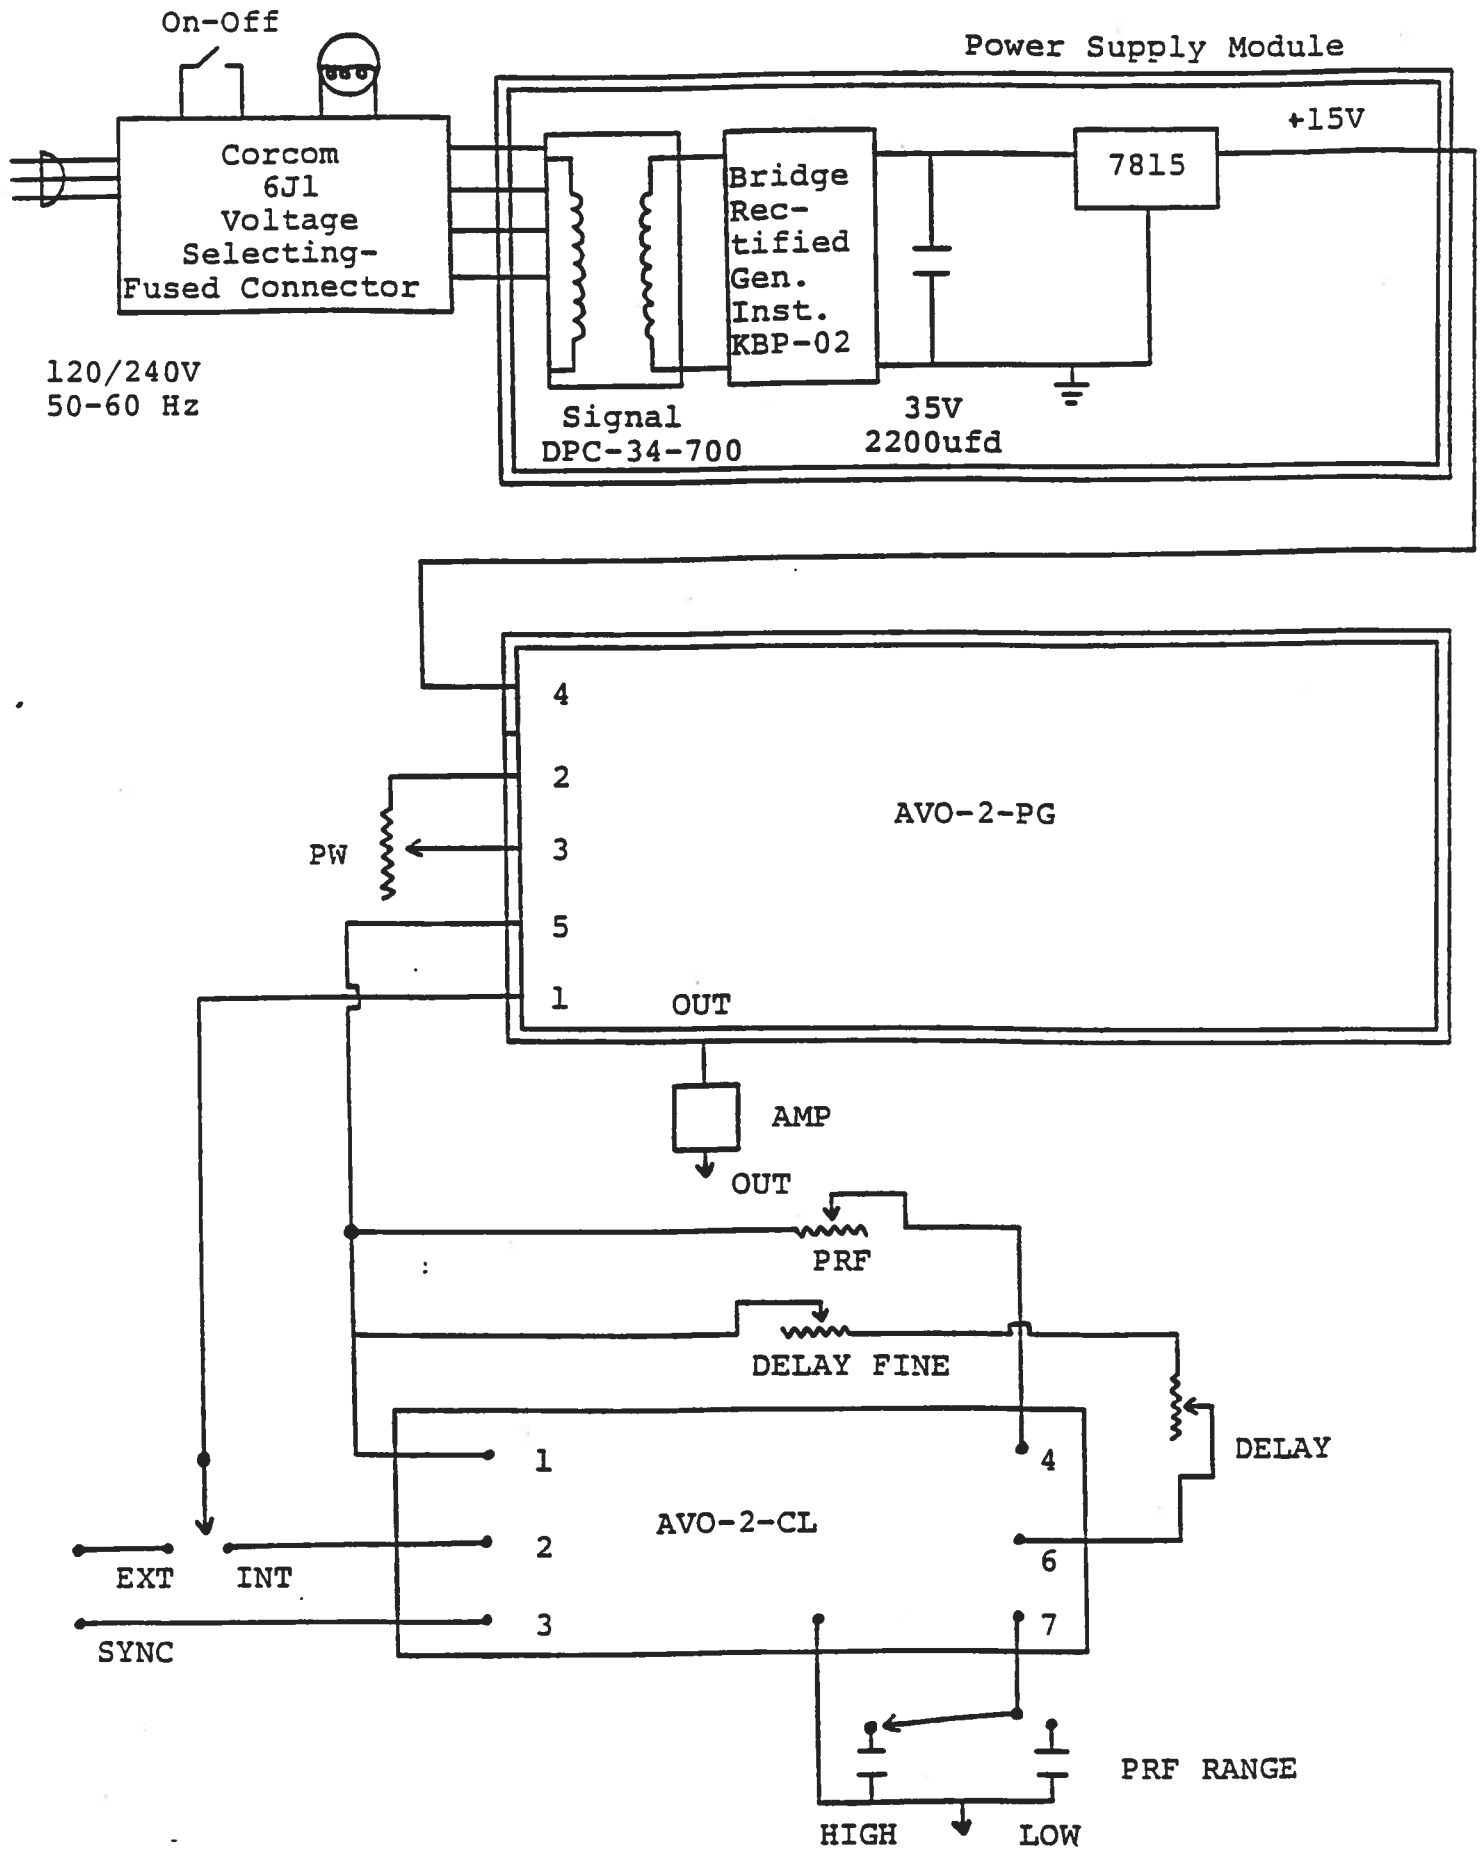 On-Off
Power Supply Module
+15V
Corcom
6J1
Voltage
Selecting-
Fused Connector
Bridge
Rec-
tified
Gen.
Inst.
KBP-02
7815
120/240V
50-60 Hz
Signal
DPC-34-700
35V
2200ufd
4
2
AVO-2-PG
PW
3
5
1
OUT
AMP
OUT
PRF
DELAY FINE
1
4
DELAY
AVO-2-CL
2
6
EXT
INT
3
7
SYNC
PRF RANGE
HIGH
LOW